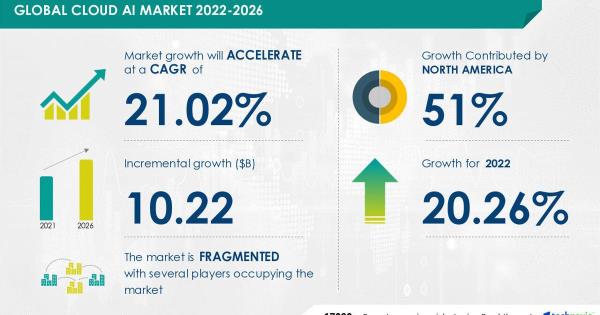 GLOBAL CLOUD AI MARKET 2022-2026
Market growth will ACCELERATE
at a CAGR of
21.02%
Incremental growth ($B)
10.22
2021 2026
The market is FRAGMENTED
with several players occupying the
market
Growth Contributed by
NORTH AMERICA
51%
Growth for 2022
20.26%